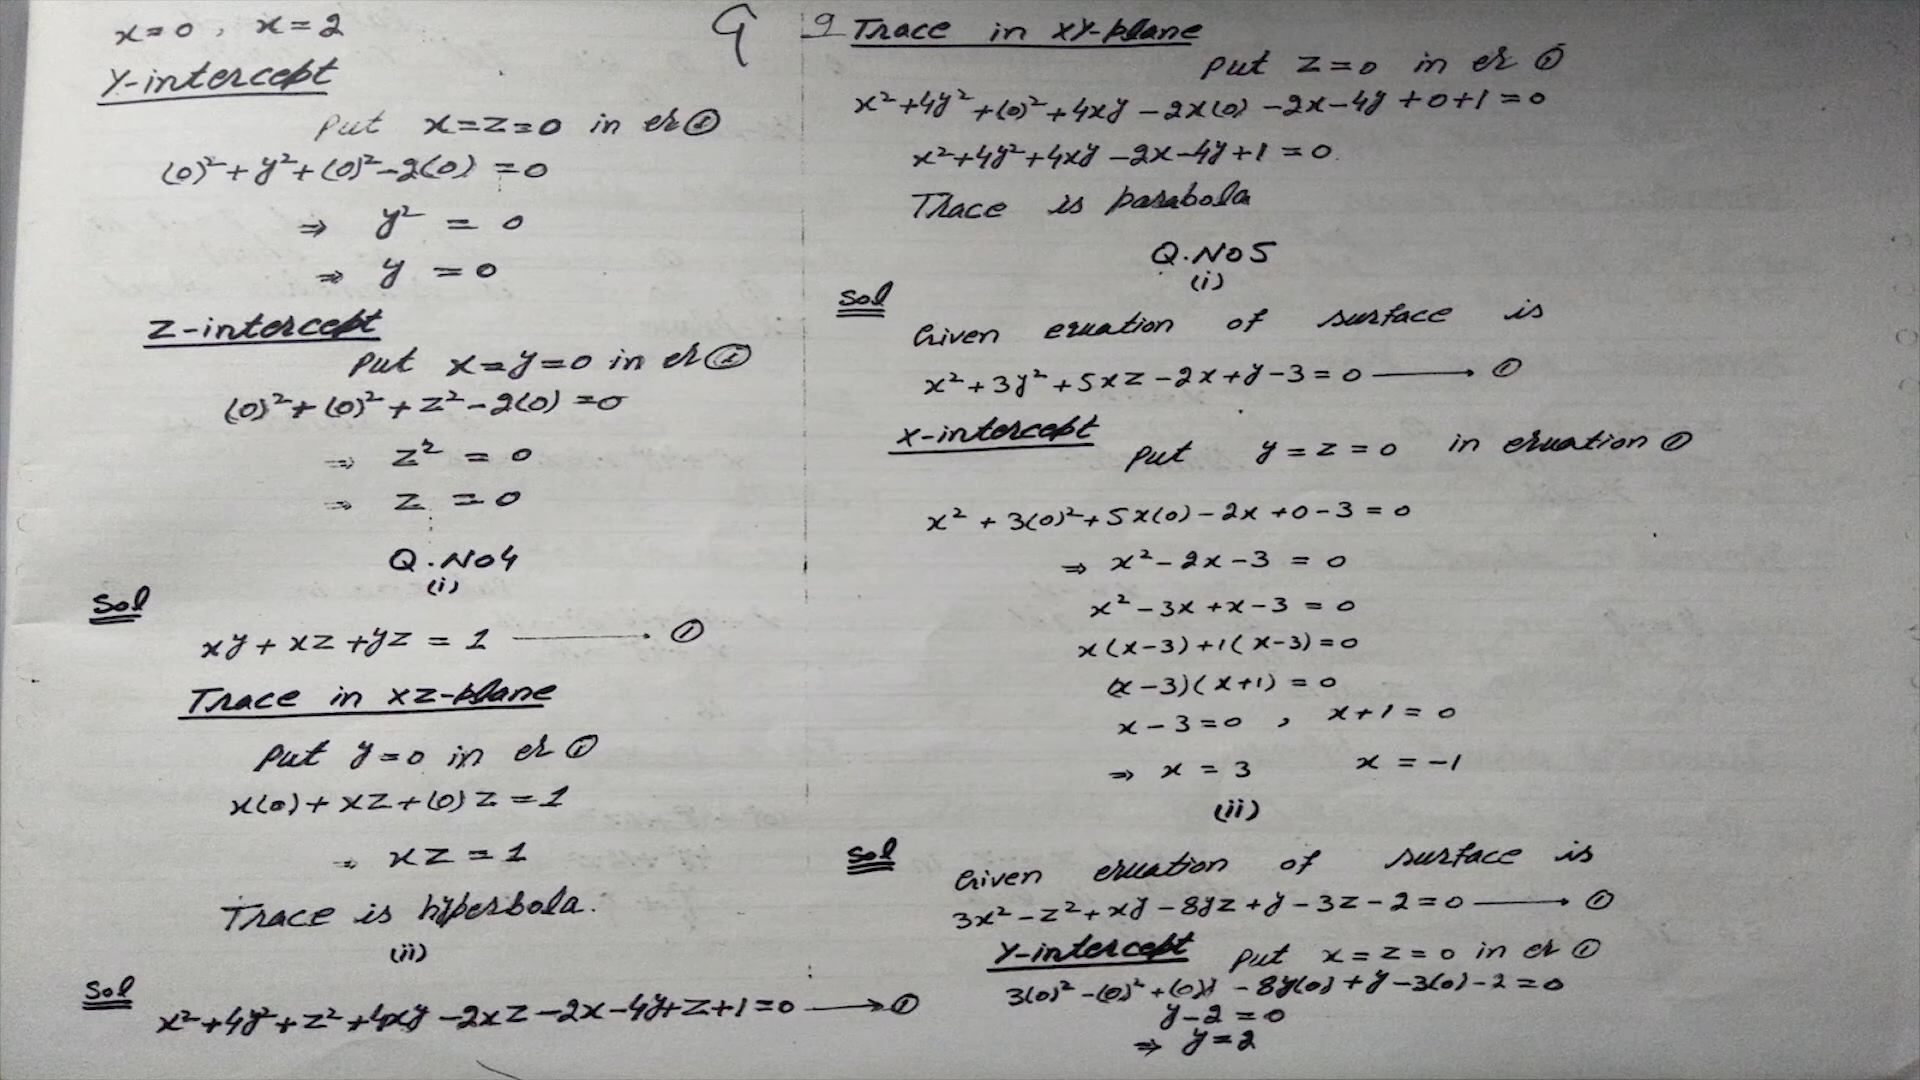 x=0 , x=2
Y-intercept
Put x=z=0 in eq ①
(0)²+y²+(0)²-2(0) =0
⇒ y² = 0
⇒ y = 0
Z-intercept
Put x=y=0 in eq ①
(0)²+(0)²+z²-2(0) =0
⇒ z² = 0
⇒ z = 0
Q.No4
(i)
Sol
xy+xz+yz = 1 ⟶ ①
Trace in xz-plane
Put y=0 in eq ①
x(0)+xz+(0)z=1
⇒ xz=1
Trace is hyperbola.
(ii)
Sol
x²+4y²+z²+4xy-2xz-2x-4y+z+1=0 ⟶ ①
9
Trace in XY-plane
Put z=0 in eq ①
x²+4y²+(0)²+4xy-2x(0)-2x-4y+0+1=0
x²+4y²+4xy-2x-4y+1=0
Trace is parabola
Q.No5
(i)
Sol
Given equation of surface is
x²+3y²+5xz-2x+y-3=0 ⟶ ①
X-intercept
Put y=z=0 in equation ①
x²+3(0)²+5x(0)-2x+0-3=0
⇒ x²-2x-3=0
x²-3x+x-3=0
x(x-3)+1(x-3)=0
(x-3)(x+1)=0
x-3=0 , x+1=0
⇒ x=3 x=-1
(ii)
Sol
Given equation of surface is
3x²-z²+xy-8yz+y-3z-2=0 ⟶ ①
Y-intercept Put x=z=0 in eq ①
3(0)²-(0)²+(0)y-8y(0)+y-3(0)-2=0
y-2=0
⇒ y=2